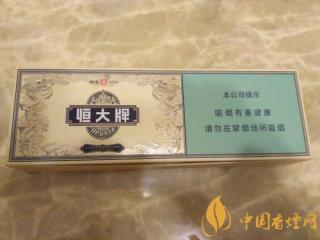 恒大牌
本公司提示
吸烟有害健康
请勿在禁烟场所吸烟
中国香烟网